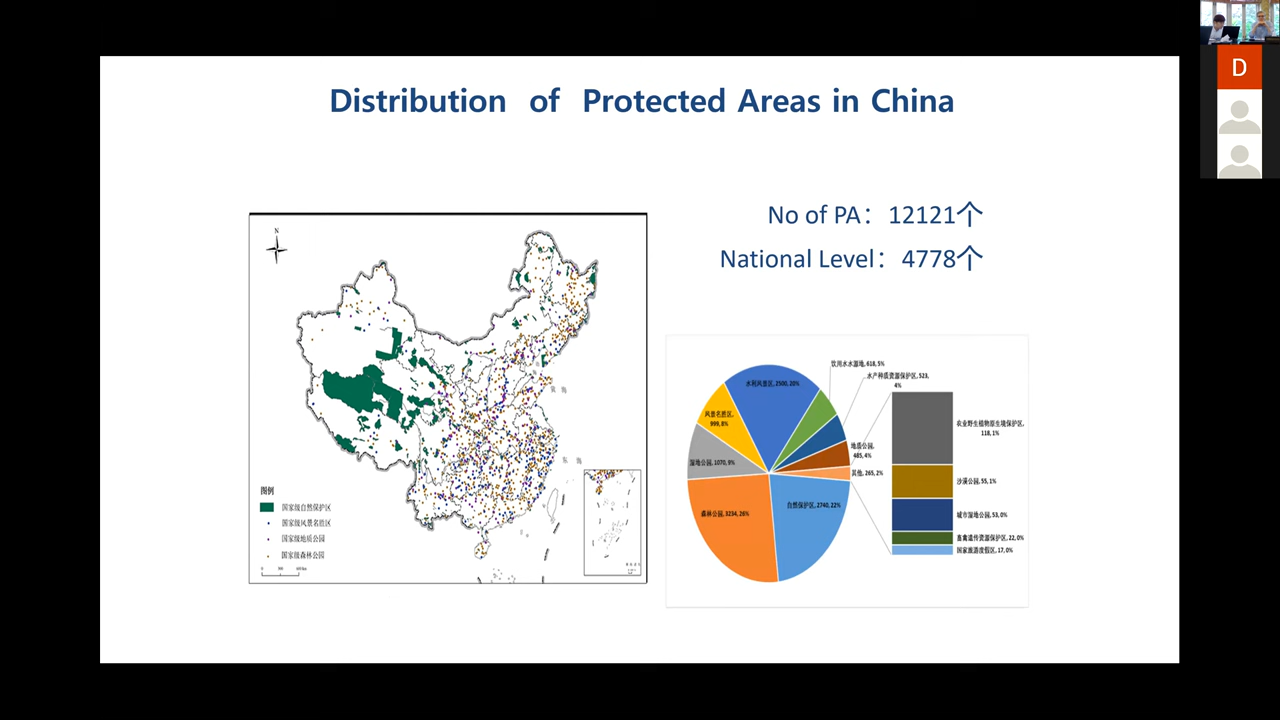 Distribution of Protected Areas in China
D
No of PA：12121个
National Level：4778个
N
图例
国家级自然保护区
国家级风景名胜区
国家级地质公园
国家级森林公园
黄 海
东 海
饮用水水源地, 618, 5%
水产种质资源保护区, 523,
4%
水利风景区, 2500, 20%
风景名胜区,
999, 8%
湿地公园, 1070, 9%
森林公园, 3234, 26%
自然保护区, 2740, 22%
地质公园,
485, 4%
其他, 265, 2%
农业野生植物原生境保护区,
118, 1%
沙漠公园, 55, 1%
城市湿地公园, 53, 0%
畜禽遗传资源保护区, 22, 0%
国家旅游度假区, 17, 0%